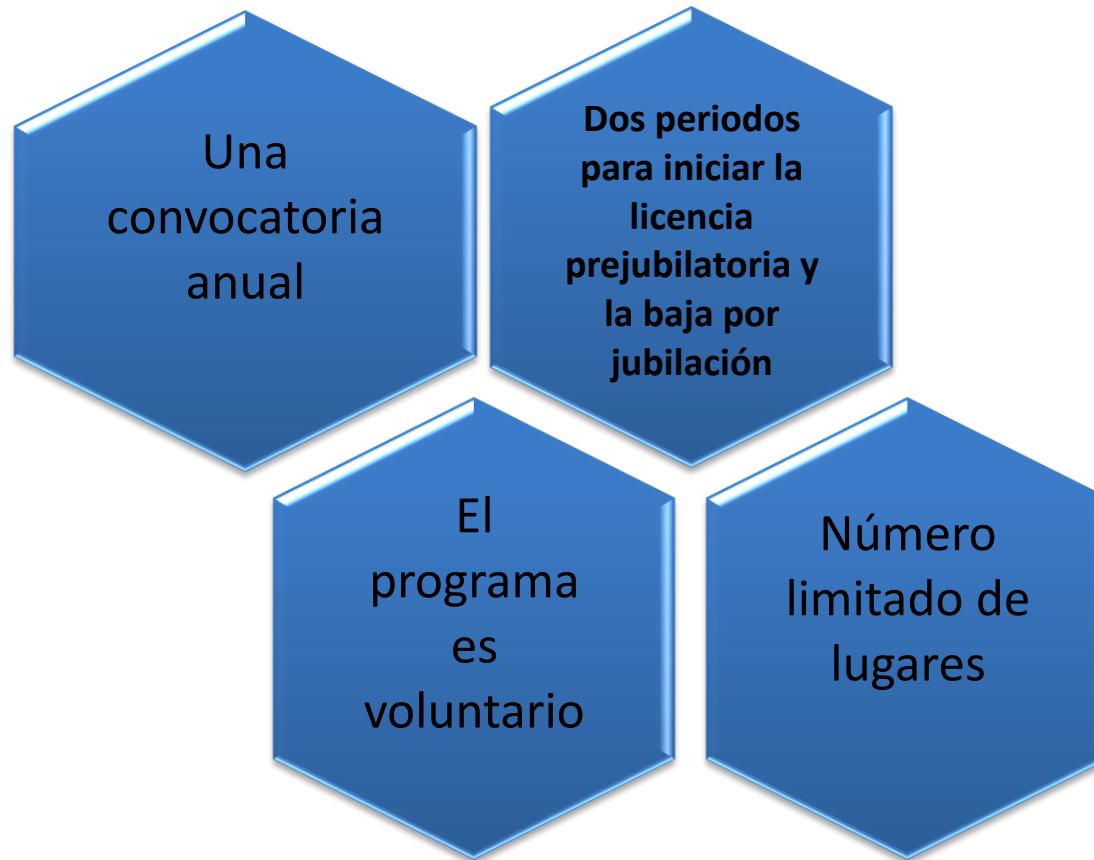 Una
convocatoria
anual
Dos periodos
para iniciar la
licencia
prejubilatoria y
la baja por
jubilación
El
programa
es
voluntario
Número
limitado de
lugares